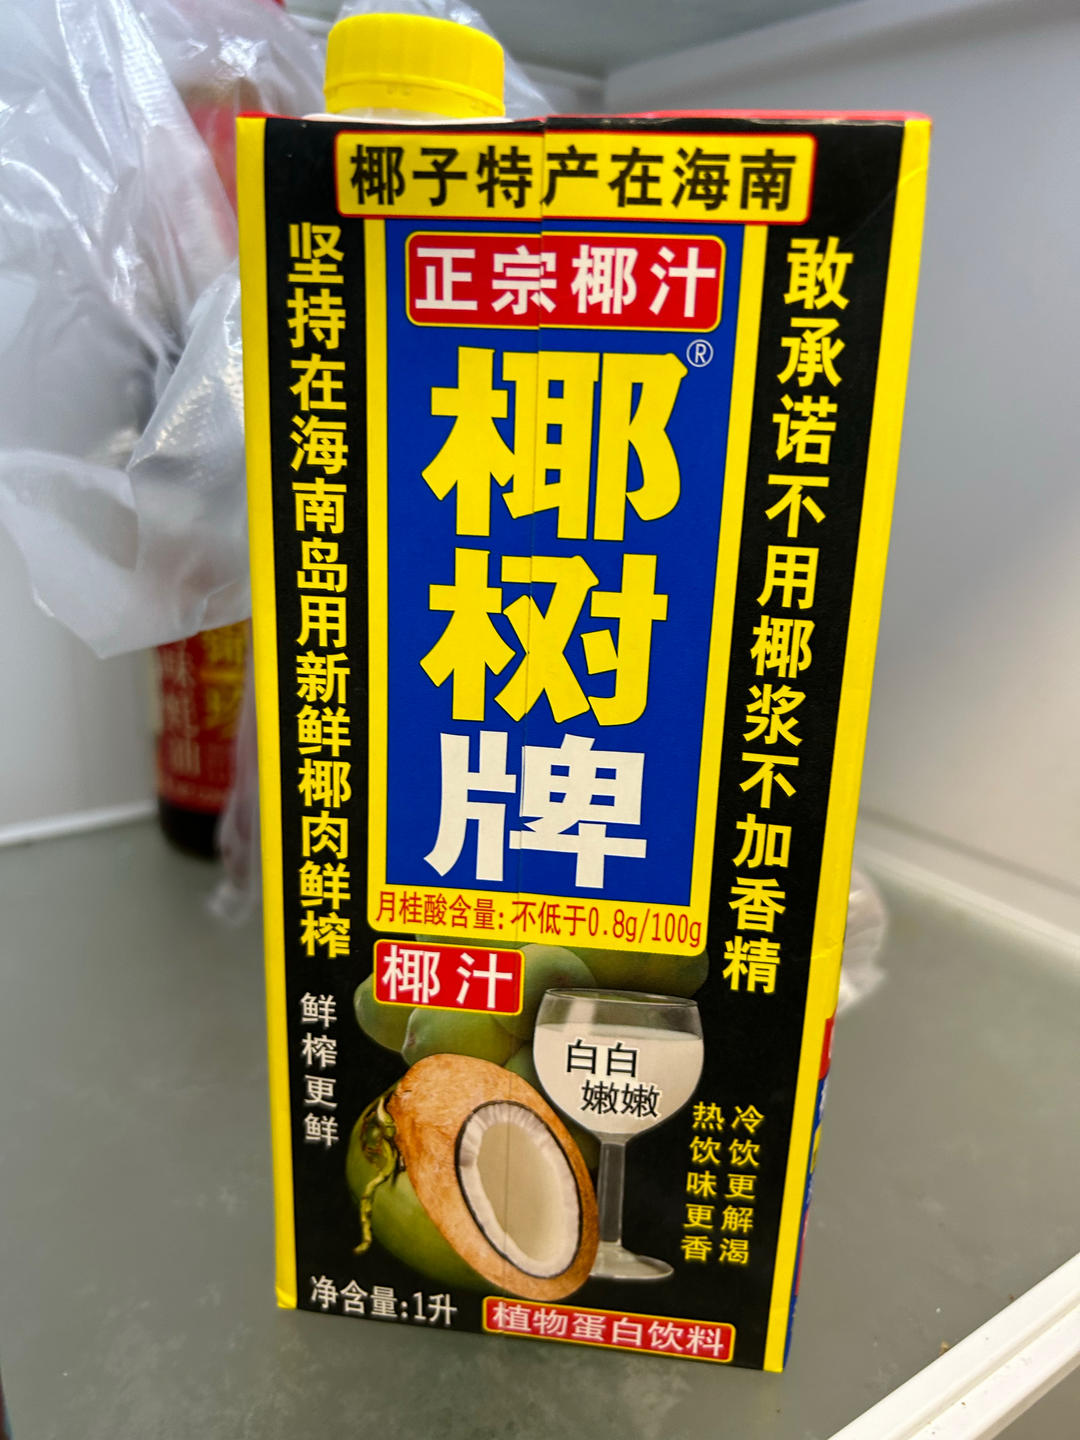 椰子特产在海南
正宗椰汁
椰树牌
®
坚持在海南岛用新鲜椰肉鲜榨
敢承诺不用椰浆不加香精
月桂酸含量:不低于0.8g/100g
椰汁
白白
嫩嫩
鲜榨更鲜
冷饮更解渴
热饮味更香
净含量:1升
植物蛋白饮料